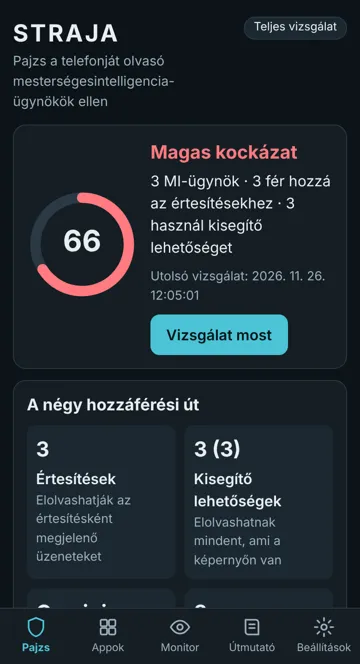 STRAJA
Teljes vizsgálat
Pajzs a telefonját olvasó
mesterségesintelligencia-
ügynökök ellen
66
Magas kockázat
3 MI-ügynök · 3 fér hozzá
az értesítésekhez · 3
használ kisegítő
lehetőséget
Utolsó vizsgálat: 2026. 11. 26.
12:05:01
Vizsgálat most
A négy hozzáférési út
3
Értesítések
Elolvashatják az
értesítésként
megjelenő
üzeneteket
3 (3)
Kisegítő
lehetőségek
Elolvashatnak
mindent, ami a
képernyőn van
Pajzs
Appok
Monitor
Útmutató
Beállítások